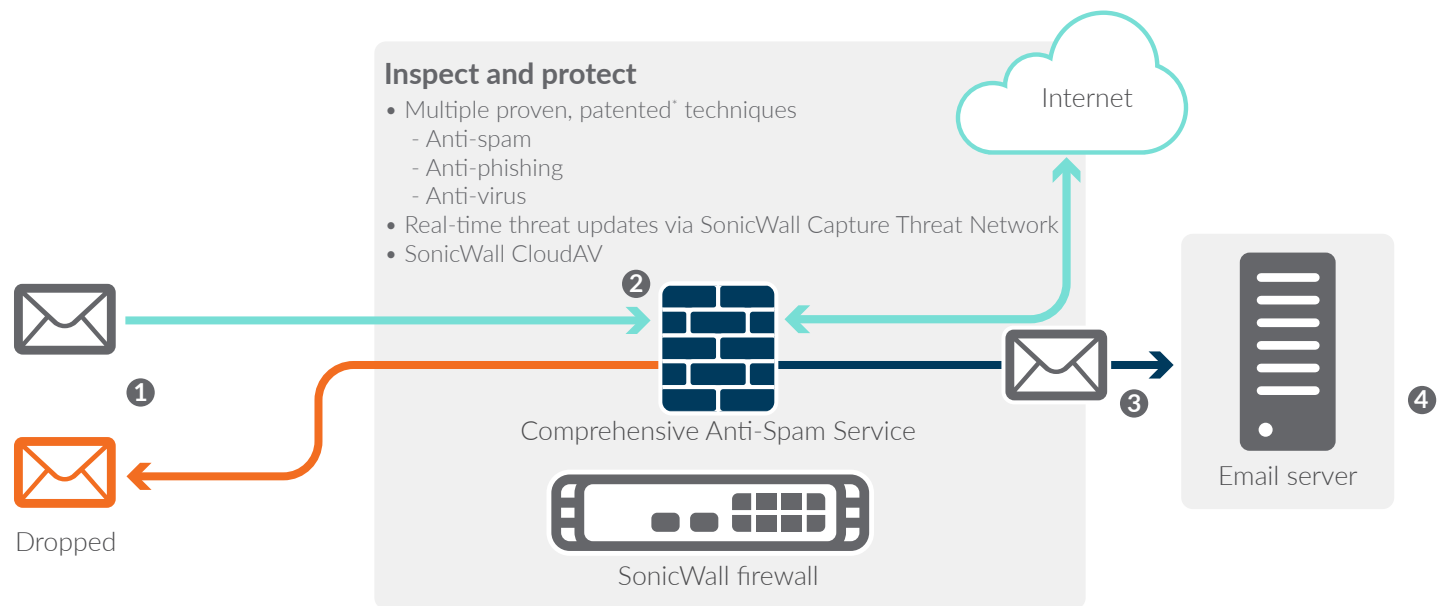 Inspect and protect
• Multiple proven, patented* techniques
- Anti-spam
- Anti-phishing
- Anti-virus
• Real-time threat updates via SonicWall Capture Threat Network
• SonicWall CloudAV
Internet
2
1
3
4
Comprehensive Anti-Spam Service
Email server
Dropped
SonicWall firewall